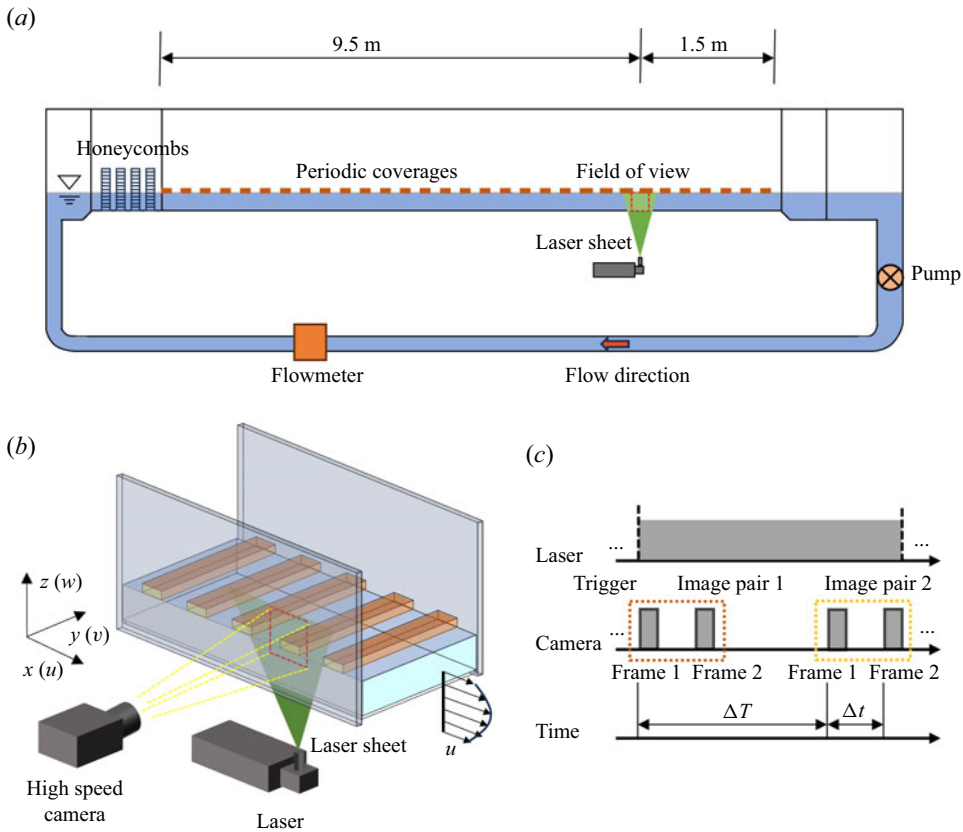 (a)
9.5 m
1.5 m
Honeycombs
Periodic coverages
Field of view
Laser sheet
Pump
Flowmeter
Flow direction
(b)
z (w)
y (v)
x (u)
u
Laser sheet
High speed
camera
Laser
(c)
...
...
Laser
Trigger
Image pair 1
Image pair 2
...
...
Camera
Frame 1
Frame 2
Frame 1
Frame 2
ΔT
Δt
Time